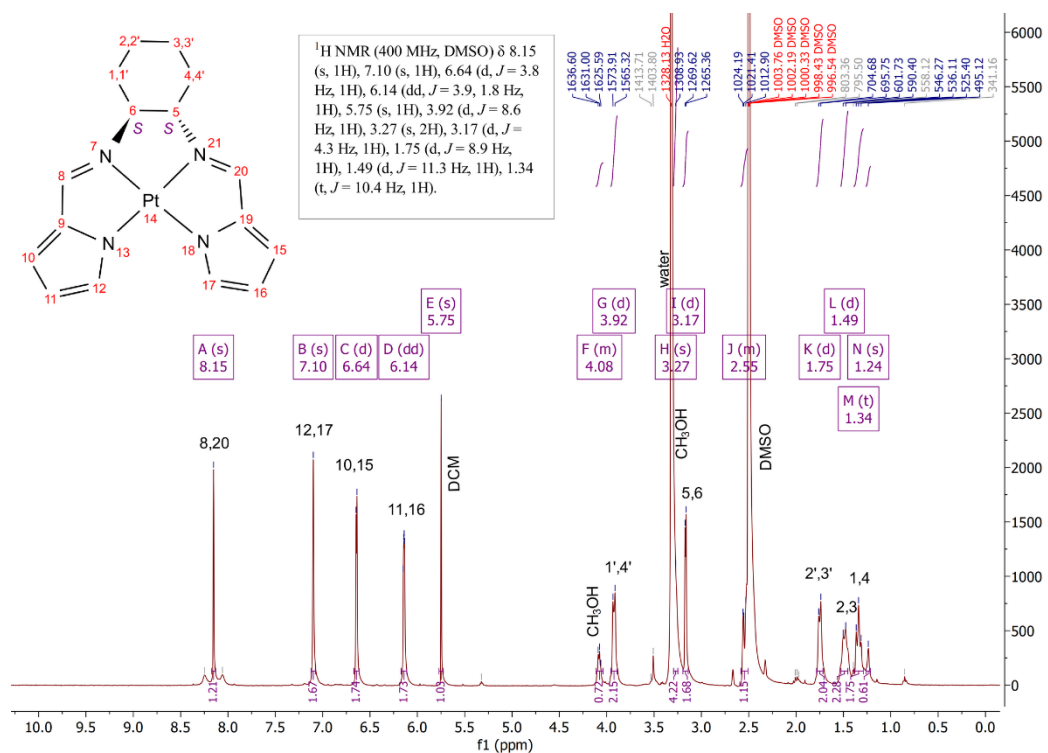 2,2' 3,3'
1,1' 4,4'
6 5
S S
7 N N 21
8 20
Pt
14
9 19
N N
13 18
10 15
11 12 17 16
¹H NMR (400 MHz, DMSO) δ 8.15
(s, 1H), 7.10 (s, 1H), 6.64 (d, J = 3.8
Hz, 1H), 6.14 (dd, J = 3.9, 1.8 Hz,
1H), 5.75 (s, 1H), 3.92 (d, J = 8.6
Hz, 1H), 3.27 (s, 2H), 3.17 (d, J =
4.3 Hz, 1H), 1.75 (d, J = 8.9 Hz,
1H), 1.49 (d, J = 11.3 Hz, 1H), 1.34
(t, J = 10.4 Hz, 1H).
1636.60
1631.00
1625.59
1573.91
1565.32
1413.71
1403.80
1328.13 H2O
1308.93
1269.62
1265.36
1024.19
1021.41
1012.90
1003.76 DMSO
1002.19 DMSO
1000.33 DMSO
998.43 DMSO
996.54 DMSO
803.36
795.50
704.68
695.75
601.73
590.40
558.12
546.27
536.11
525.40
495.12
341.16
A (s)
8.15
B (s)
7.10
C (d)
6.64
D (dd)
6.14
E (s)
5.75
F (m)
4.08
G (d)
3.92
H (s)
3.27
I (d)
3.17
J (m)
2.55
K (d)
1.75
L (d)
1.49
M (t)
1.34
N (s)
1.24
8,20
12,17
10,15
11,16
DCM
CH₃OH
1',4'
water
CH₃OH
5,6
DMSO
2',3'
2,3
1,4
1.21
1.67
1.74
1.73
1.03
0.72
2.15
4.22
1.68
1.15
2.04
2.28
1.75
0.61
6000
5500
5000
4500
4000
3500
3000
2500
2000
1500
1000
500
0
10.0 9.5 9.0 8.5 8.0 7.5 7.0 6.5 6.0 5.5 5.0 4.5 4.0 3.5 3.0 2.5 2.0 1.5 1.0 0.5 0.0
f1 (ppm)